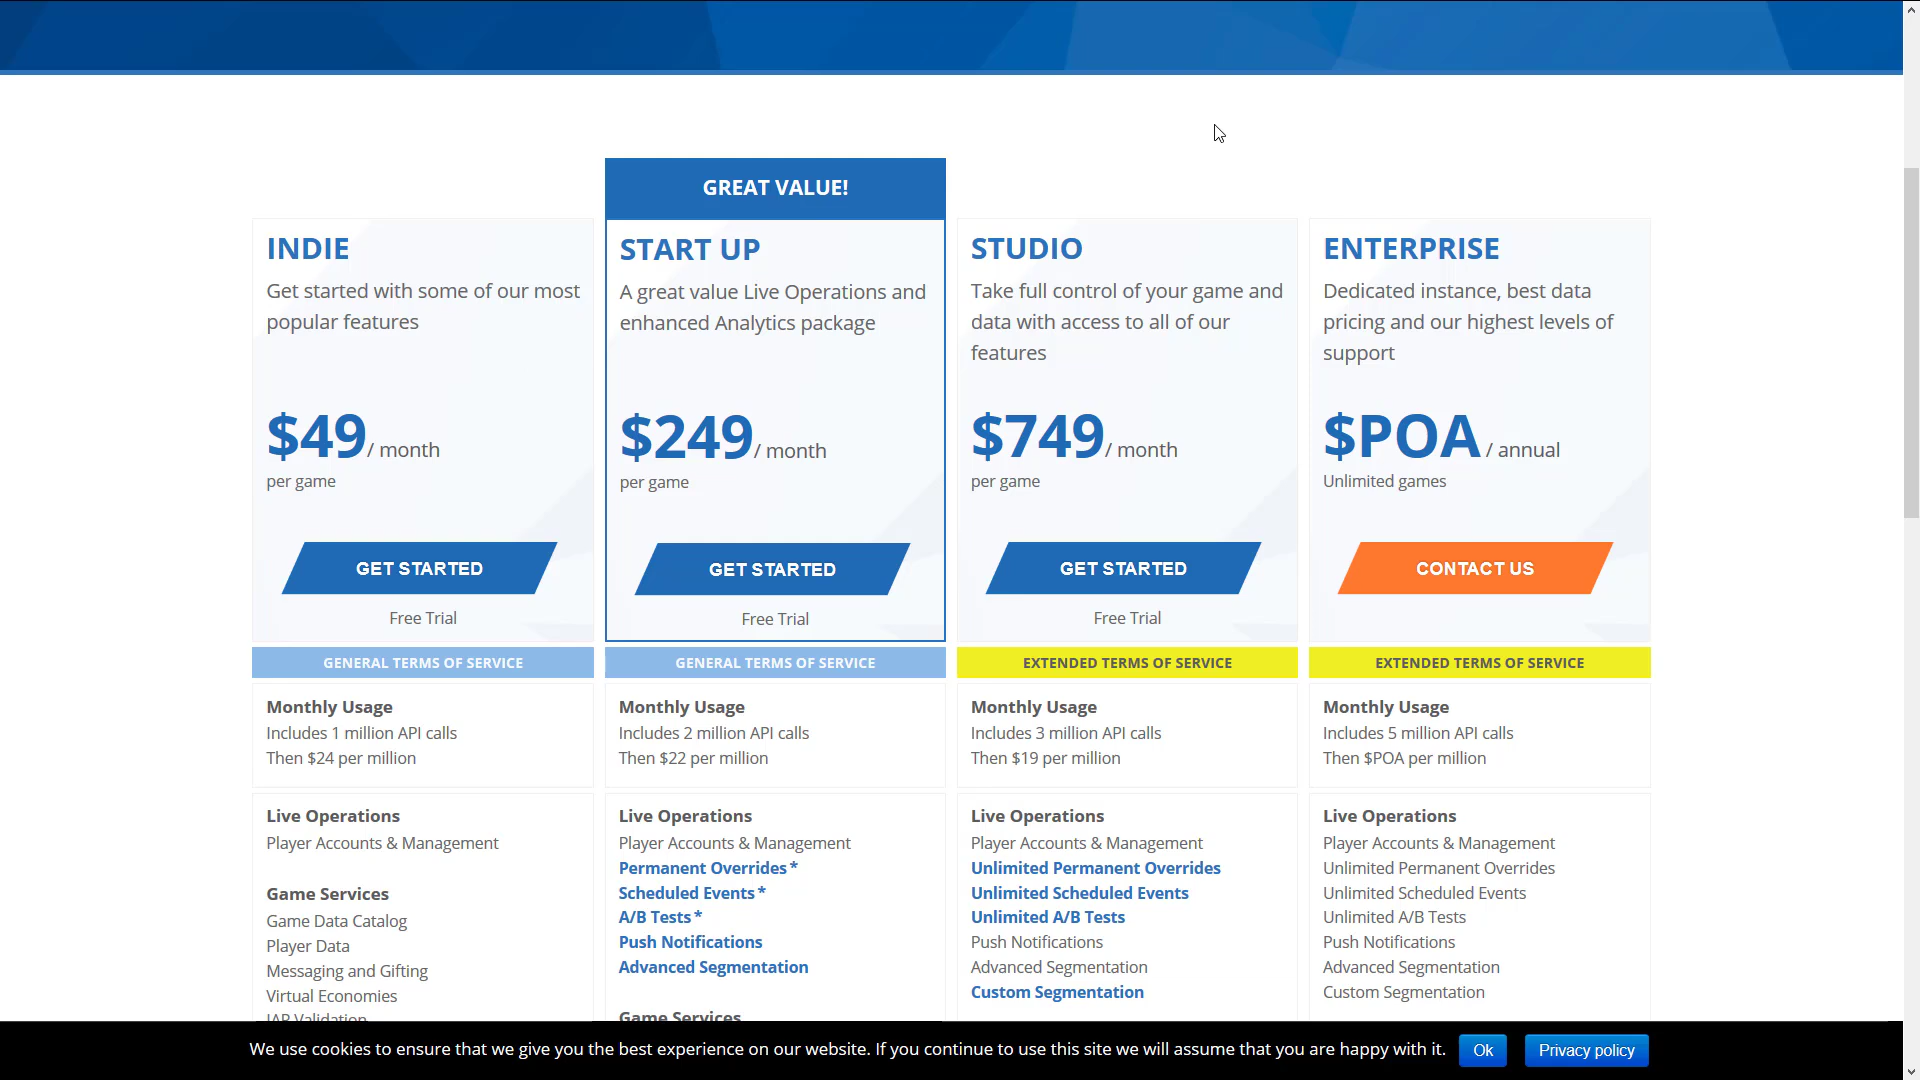 GREAT VALUE!
INDIE
Get started with some of our most
popular features
$49/ month
per game
GET STARTED
Free Trial
GENERAL TERMS OF SERVICE
Monthly Usage
Includes 1 million API calls
Then $24 per million
Live Operations
Player Accounts & Management
Game Services
Game Data Catalog
Player Data
Messaging and Gifting
Virtual Economies
IAP Validation
START UP
A great value Live Operations and
enhanced Analytics package
$249/ month
per game
GET STARTED
Free Trial
GENERAL TERMS OF SERVICE
Monthly Usage
Includes 2 million API calls
Then $22 per million
Live Operations
Player Accounts & Management
Permanent Overrides *
Scheduled Events *
A/B Tests *
Push Notifications
Advanced Segmentation
Game Services
STUDIO
Take full control of your game and
data with access to all of our
features
$749/ month
per game
GET STARTED
Free Trial
EXTENDED TERMS OF SERVICE
Monthly Usage
Includes 3 million API calls
Then $19 per million
Live Operations
Player Accounts & Management
Unlimited Permanent Overrides
Unlimited Scheduled Events
Unlimited A/B Tests
Push Notifications
Advanced Segmentation
Custom Segmentation
ENTERPRISE
Dedicated instance, best data
pricing and our highest levels of
support
$POA / annual
Unlimited games
CONTACT US
EXTENDED TERMS OF SERVICE
Monthly Usage
Includes 5 million API calls
Then $POA per million
Live Operations
Player Accounts & Management
Unlimited Permanent Overrides
Unlimited Scheduled Events
Unlimited A/B Tests
Push Notifications
Advanced Segmentation
Custom Segmentation
We use cookies to ensure that we give you the best experience on our website. If you continue to use this site we will assume that you are happy with it. Ok Privacy policy